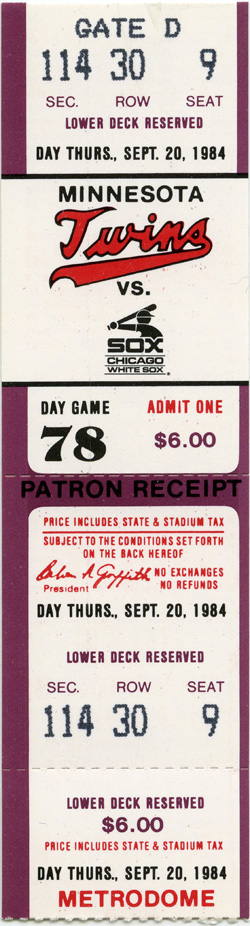 GATE D
114 30 9
SEC. ROW SEAT
LOWER DECK RESERVED
DAY THURS., SEPT. 20, 1984
MINNESOTA
Twins
VS.
SOX
CHICAGO
WHITE SOX®
DAY GAME ADMIT ONE
78 $6.00
PATRON RECEIPT
PRICE INCLUDES STATE & STADIUM TAX
SUBJECT TO THE CONDITIONS SET FORTH
ON THE BACK HEREOF
Calvin R Griffith NO EXCHANGES
President NO REFUNDS
DAY THURS., SEPT. 20, 1984
LOWER DECK RESERVED
SEC. ROW SEAT
114 30 9
LOWER DECK RESERVED
$6.00
PRICE INCLUDES STATE & STADIUM TAX
DAY THURS., SEPT. 20, 1984
METRODOME